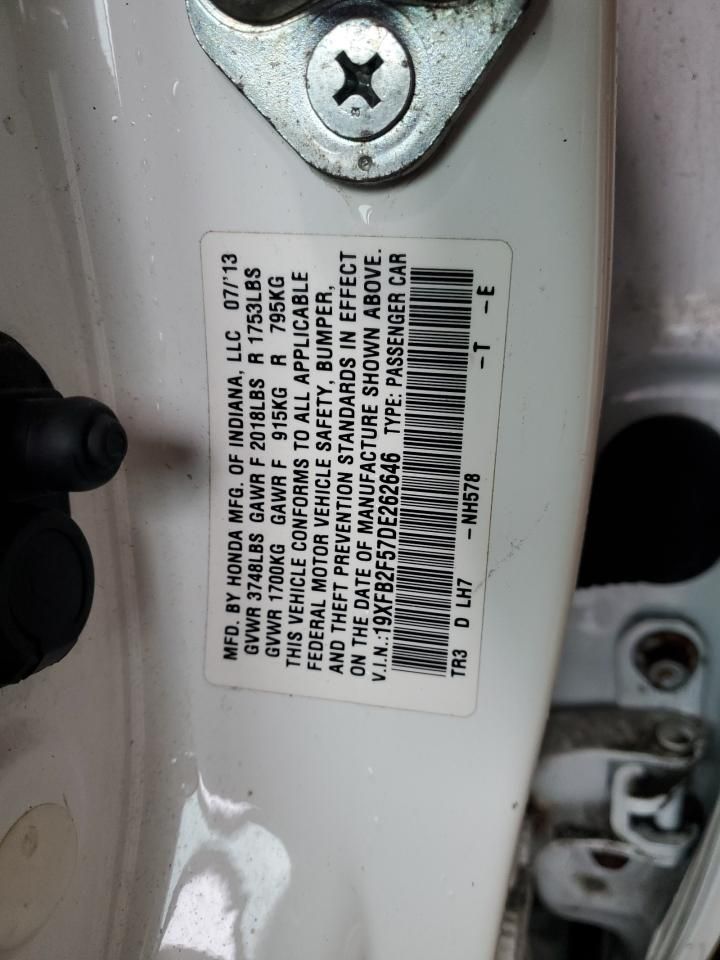 MFD. BY HONDA MFG. OF INDIANA, LLC 07/'13
GVWR 3748LBS GAWR F 2018LBS R 1753LBS
GVWR 1700KG GAWR F 915KG R 795KG
THIS VEHICLE CONFORMS TO ALL APPLICABLE
FEDERAL MOTOR VEHICLE SAFETY, BUMPER,
AND THEFT PREVENTION STANDARDS IN EFFECT
ON THE DATE OF MANUFACTURE SHOWN ABOVE.
V.I.N.:19XFB2F57DE262646 TYPE: PASSENGER CAR
TR3 D LH7 -NH578 -T -E